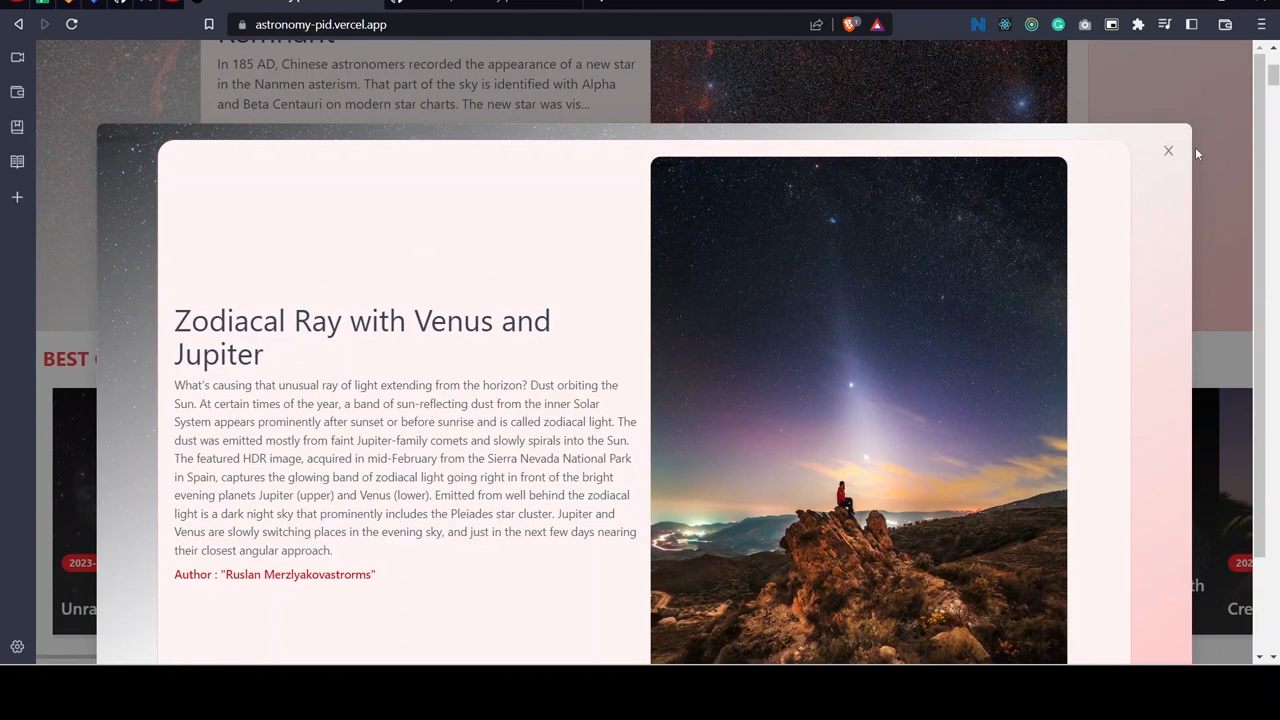 astronomy-pid.vercel.app
In 185 AD, Chinese astronomers recorded the appearance of a new star
in the Nanmen asterism. That part of the sky is identified with Alpha
and Beta Centauri on modern star charts. The new star was vis...
X
Zodiacal Ray with Venus and
Jupiter
What's causing that unusual ray of light extending from the horizon? Dust orbiting the
Sun. At certain times of the year, a band of sun-reflecting dust from the inner Solar
System appears prominently after sunset or before sunrise and is called zodiacal light. The
dust was emitted mostly from faint Jupiter-family comets and slowly spirals into the Sun.
The featured HDR image, acquired in mid-February from the Sierra Nevada National Park
in Spain, captures the glowing band of zodiacal light going right in front of the bright
evening planets Jupiter (upper) and Venus (lower). Emitted from well behind the zodiacal
light is a dark night sky that prominently includes the Pleiades star cluster. Jupiter and
Venus are slowly switching places in the evening sky, and just in the next few days nearing
their closest angular approach.
Author : "Ruslan Merzlyakovastrorms"
BEST
2023-
Unra
202
th
Cre